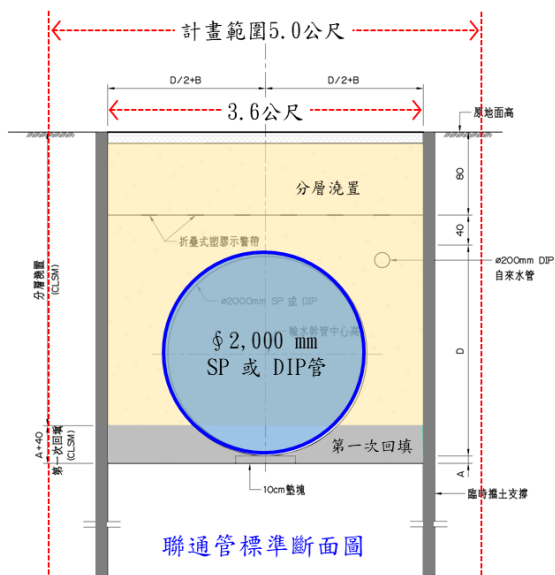 計畫範圍5.0公尺
D/2+B
D/2+B
3.6公尺
原地面高
分層澆置
80
40
折疊式塑膠示警帶
ø200mm DIP
自來水管
分層澆置
(CLSM)
ø2000mm SP 或 DIP
輸水幹管中心高
∮2,000 mm
SP 或 DIP管
D
A+40
第一次回填
(CLSM)
第一次回填
A
10cm墊塊
臨時擋土支撐
聯通管標準斷面圖